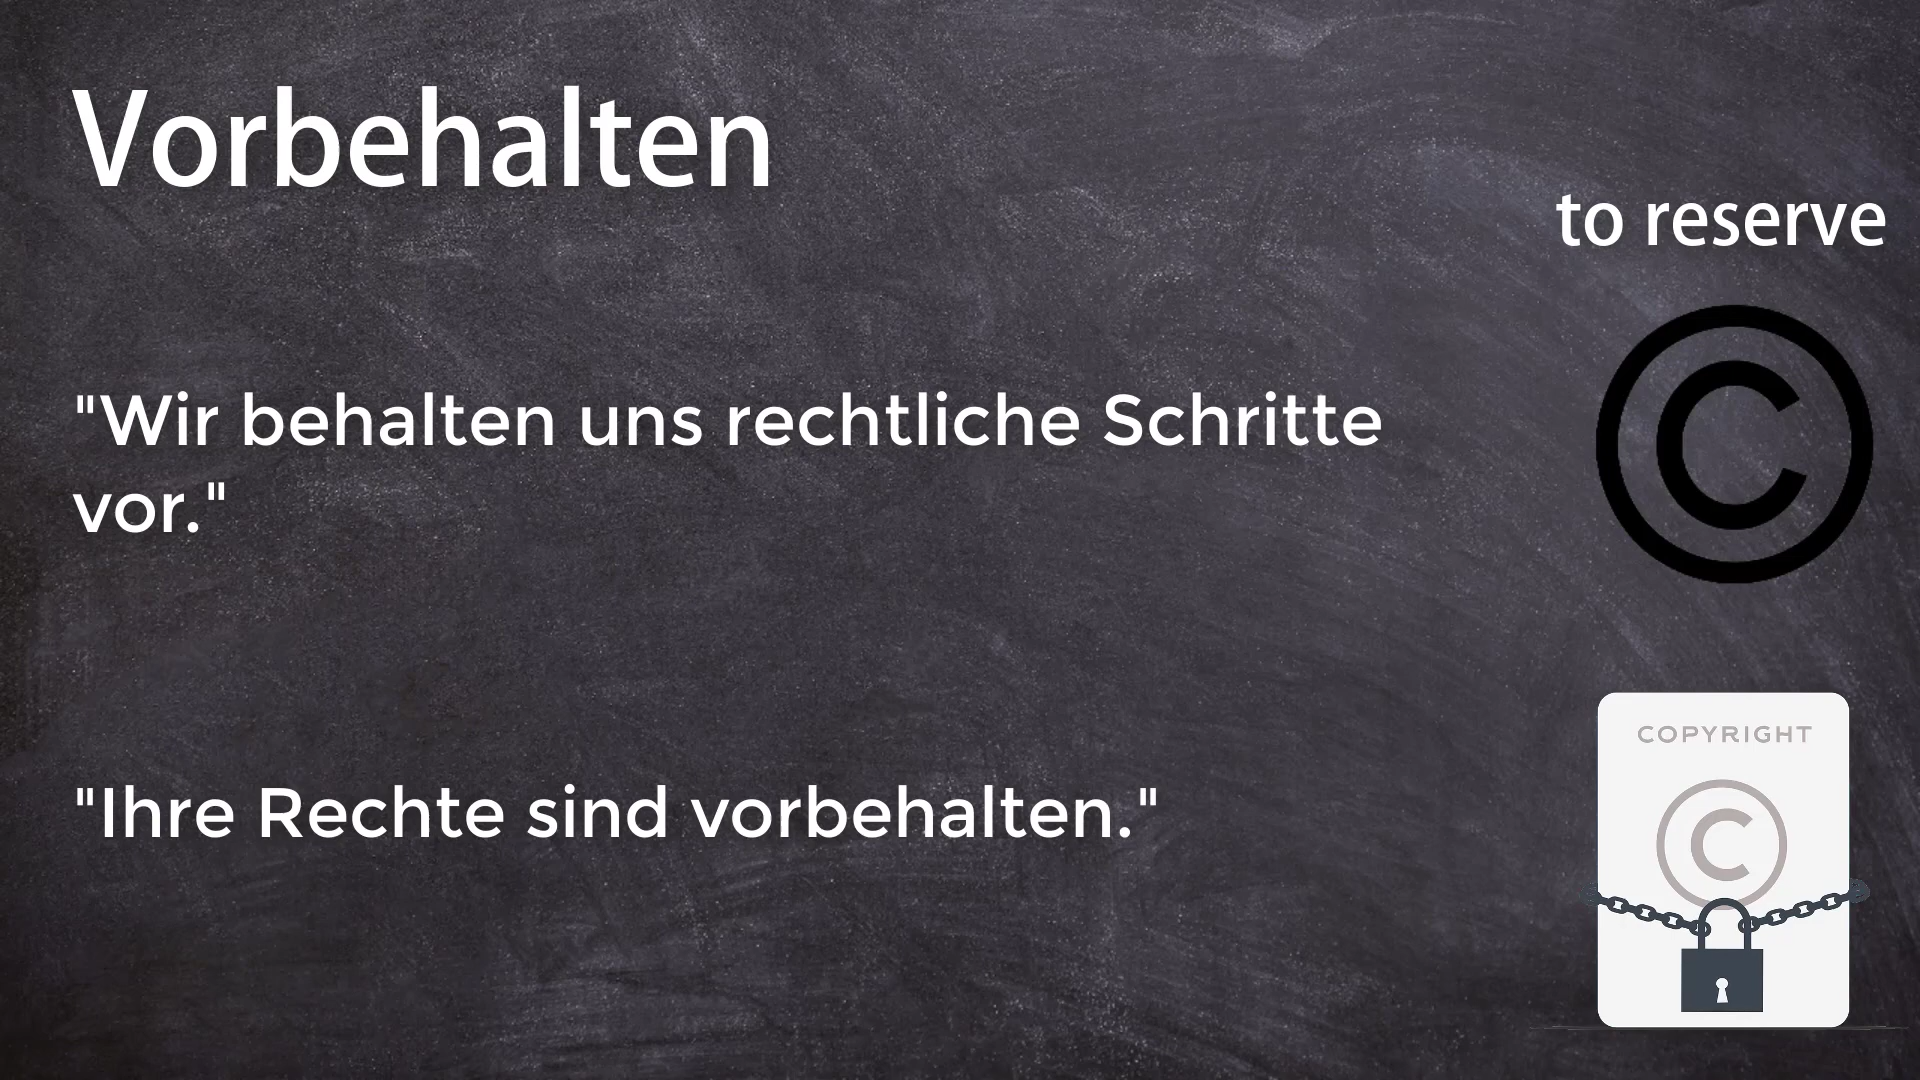 Vorbehalten
to reserve
"Wir behalten uns rechtliche Schritte
vor."
©
COPYRIGHT
©
"Ihre Rechte sind vorbehalten."